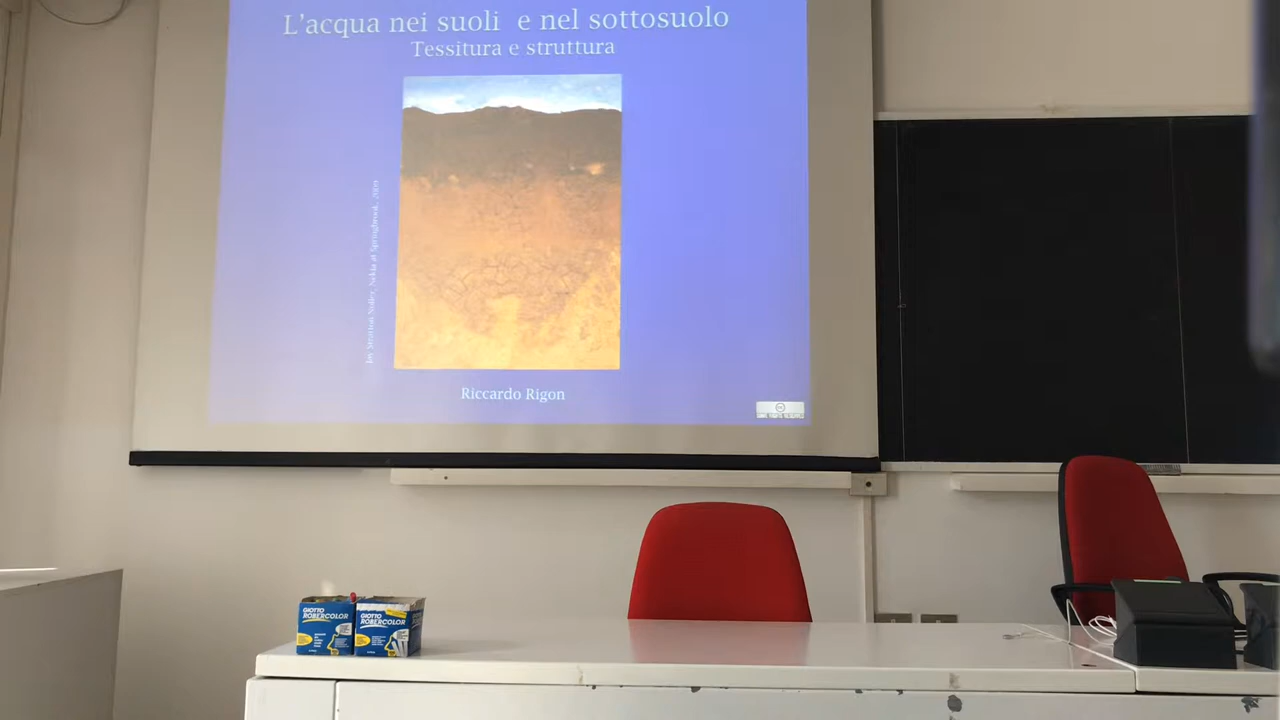 L'acqua nei suoli e nel sottosuolo
Tessitura e struttura
Riccardo Rigon
GIOTTO
ROBERCOLOR
GIOTTO
ROBERCOLOR